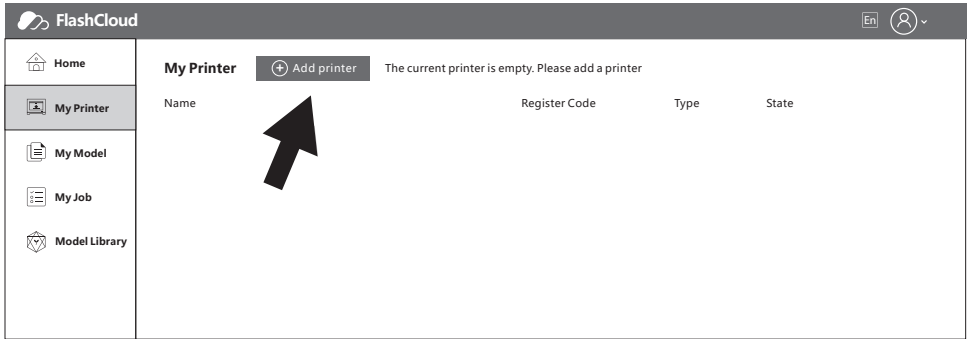 FlashCloud
En
Home
My Printer
My Model
My Job
Model Library
My Printer
Add printer
The current printer is empty. Please add a printer
Name
Register Code
Type
State